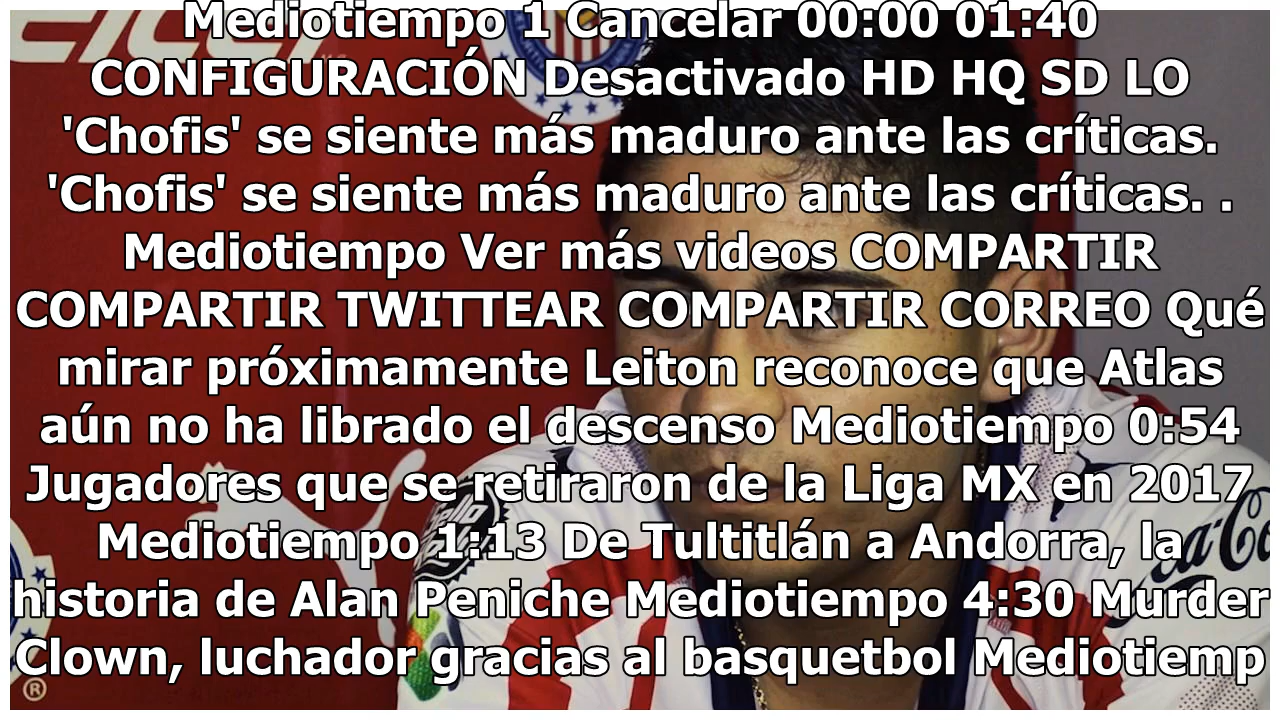 Mediotiempo 1 Cancelar 00:00 01:40
CONFIGURACIÓN Desactivado HD HQ SD LO
'Chofis' se siente más maduro ante las críticas.
'Chofis' se siente más maduro ante las críticas. .
Mediotiempo Ver más videos COMPARTIR
COMPARTIR TWITTEAR COMPARTIR CORREO Qué
mirar próximamente Leiton reconoce que Atlas
aún no ha librado el descenso Mediotiempo 0:54
Jugadores que se retiraron de la Liga MX en 2017
Mediotiempo 1:13 De Tultitlán a Andorra, la
historia de Alan Peniche Mediotiempo 4:30 Murder
Clown, luchador gracias al basquetbol Mediotiemp
®